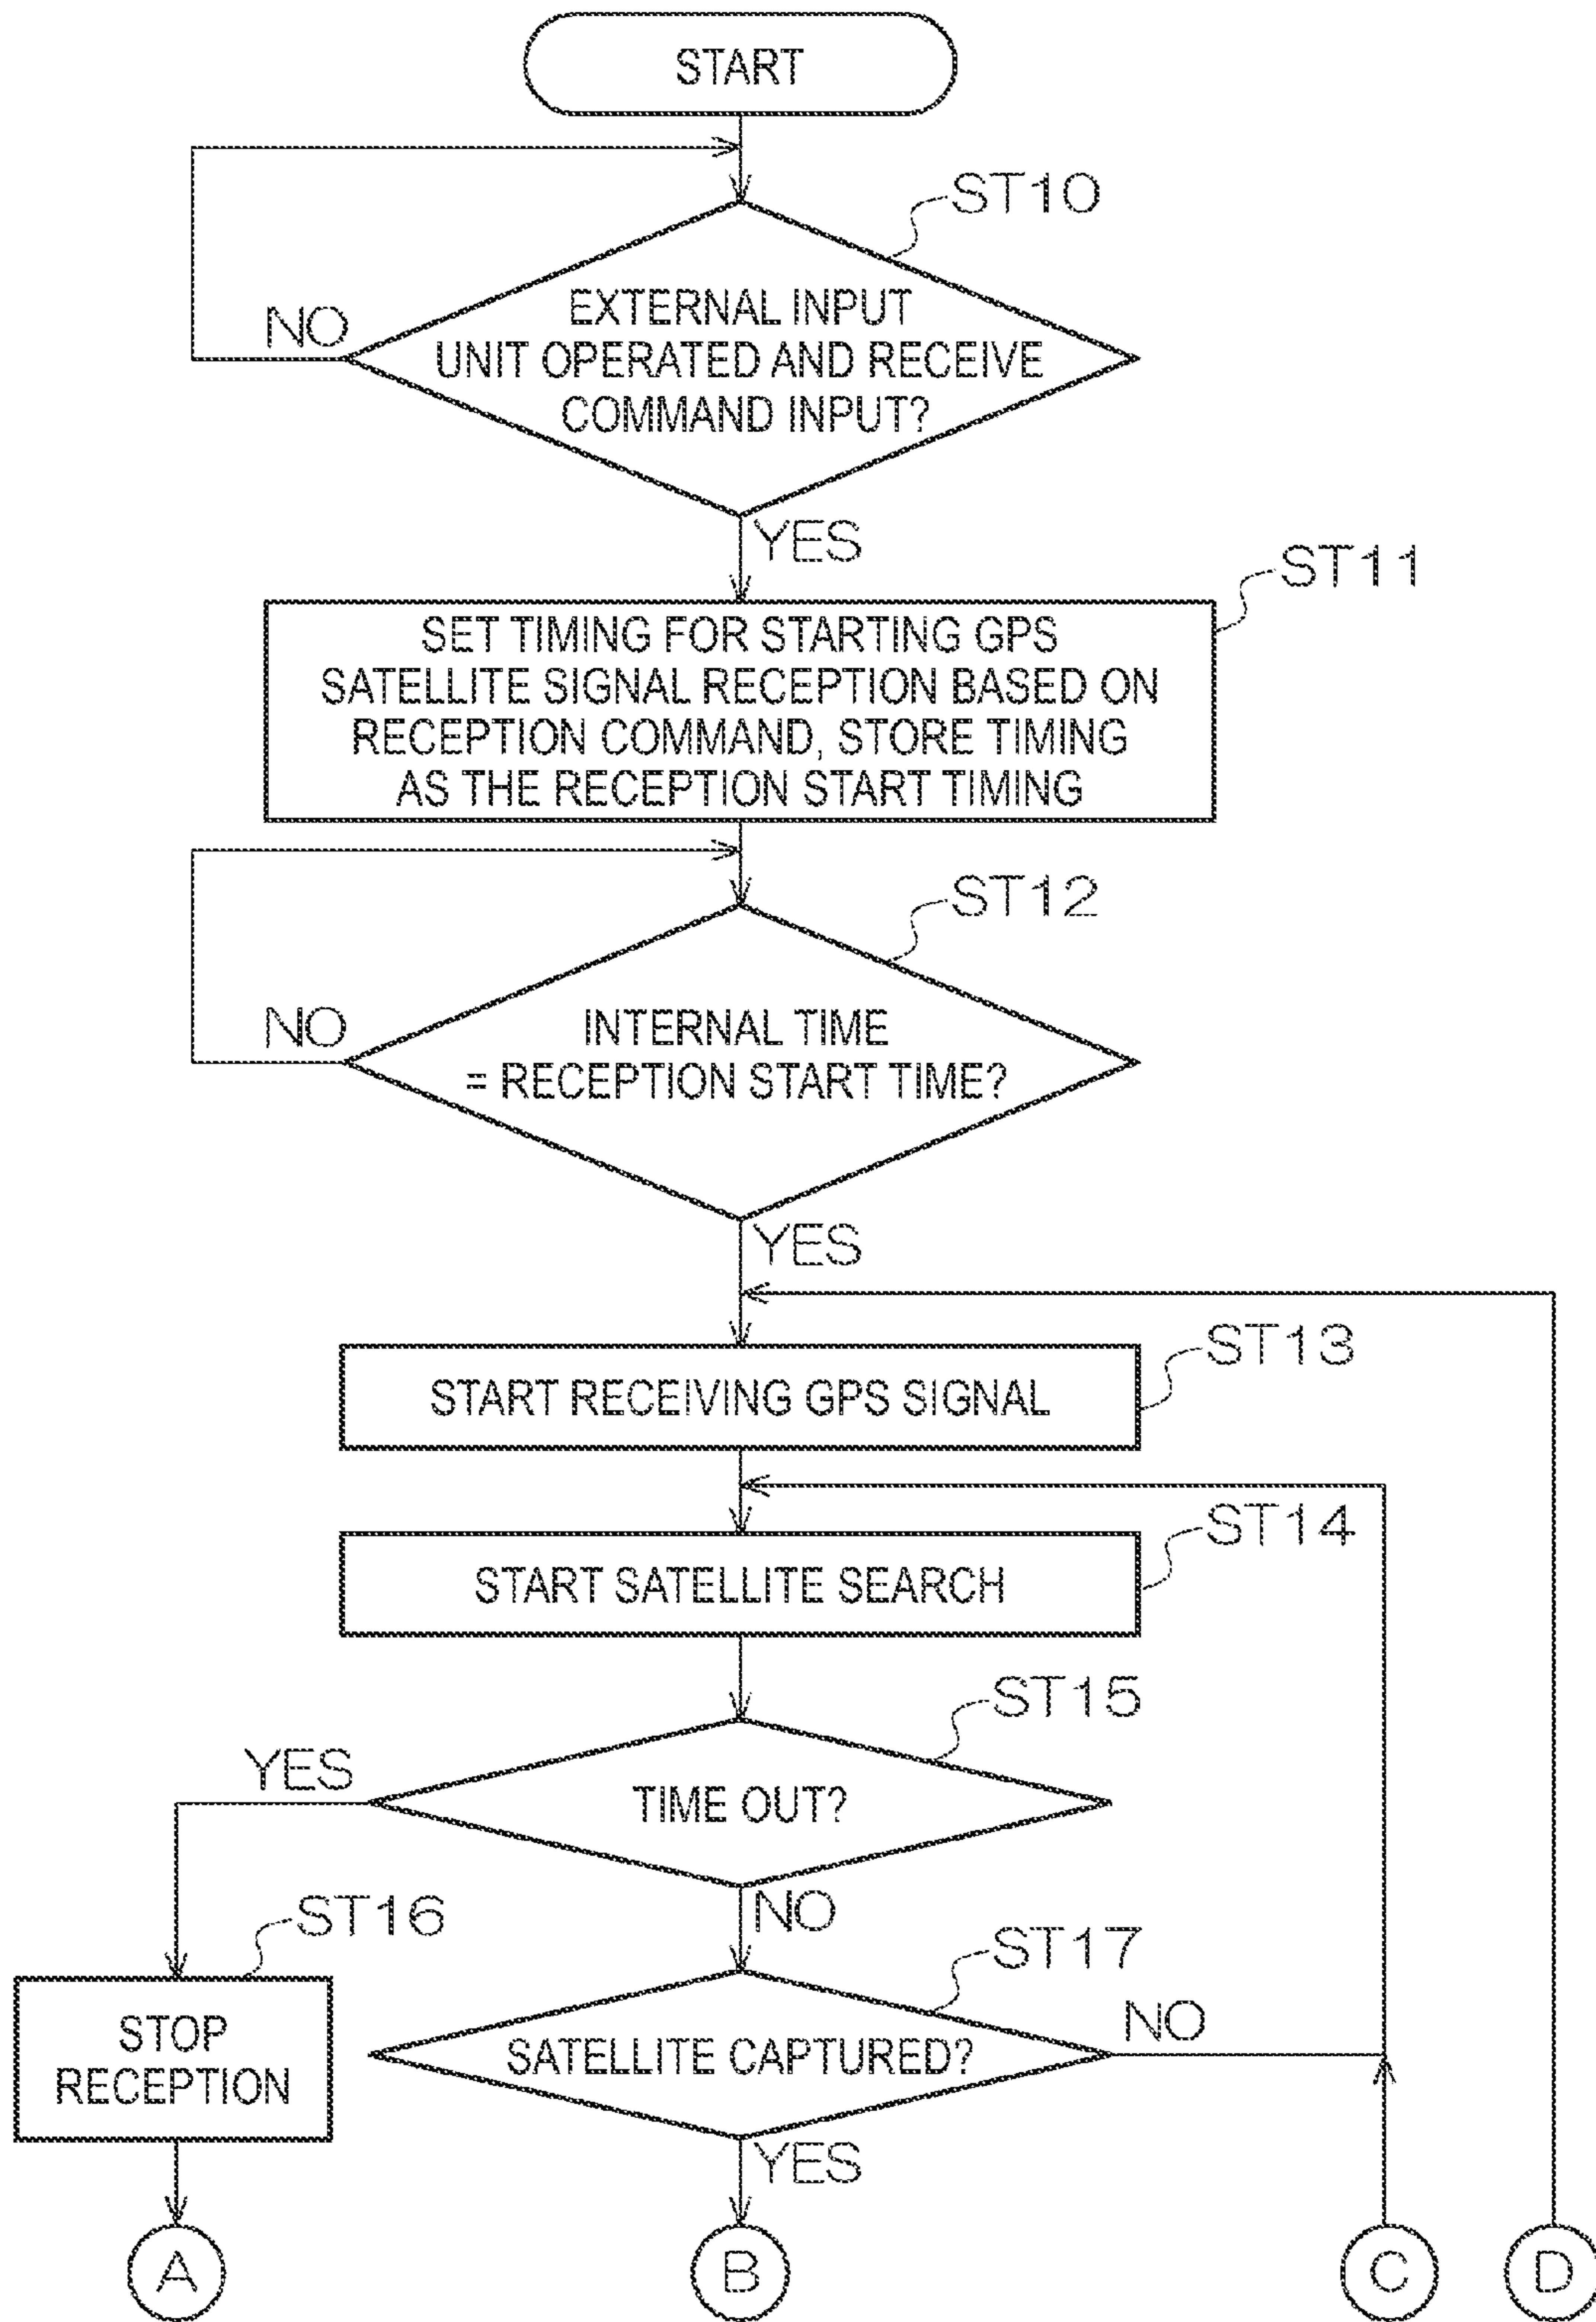 START
ST10
EXTERNAL INPUT
UNIT OPERATED AND RECEIVE
COMMAND INPUT?
NO
YES
ST11
SET TIMING FOR STARTING GPS
SATELLITE SIGNAL RECEPTION BASED ON
RECEPTION COMMAND, STORE TIMING
AS THE RECEPTION START TIMING
ST12
NO
INTERNAL TIME
= RECEPTION START TIME?
YES
ST13
START RECEIVING GPS SIGNAL
ST14
START SATELLITE SEARCH
ST15
YES
TIME OUT?
NO
ST16
STOP
RECEPTION
ST17
SATELLITE CAPTURED?
NO
YES
A
B
C
D